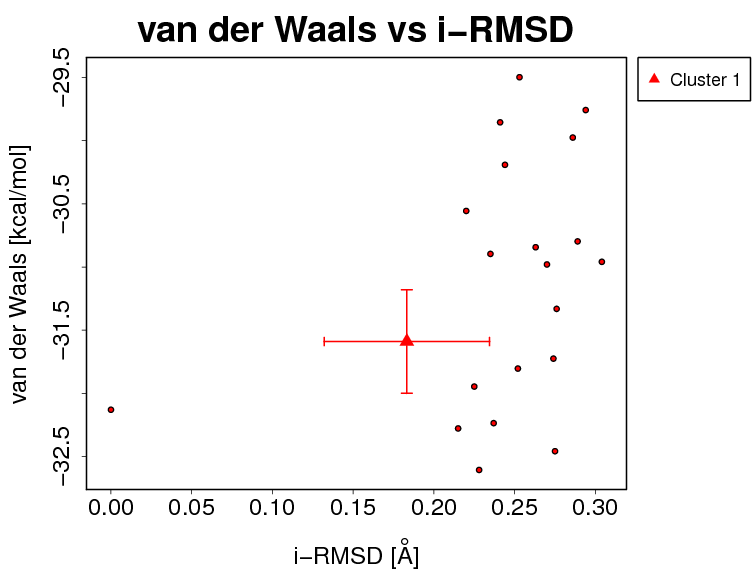 van der Waals vs i−RMSD
Cluster 1
van der Waals [kcal/mol]
−29.5
−30.5
−31.5
−32.5
0.00 0.05 0.10 0.15 0.20 0.25 0.30
i−RMSD [Å]